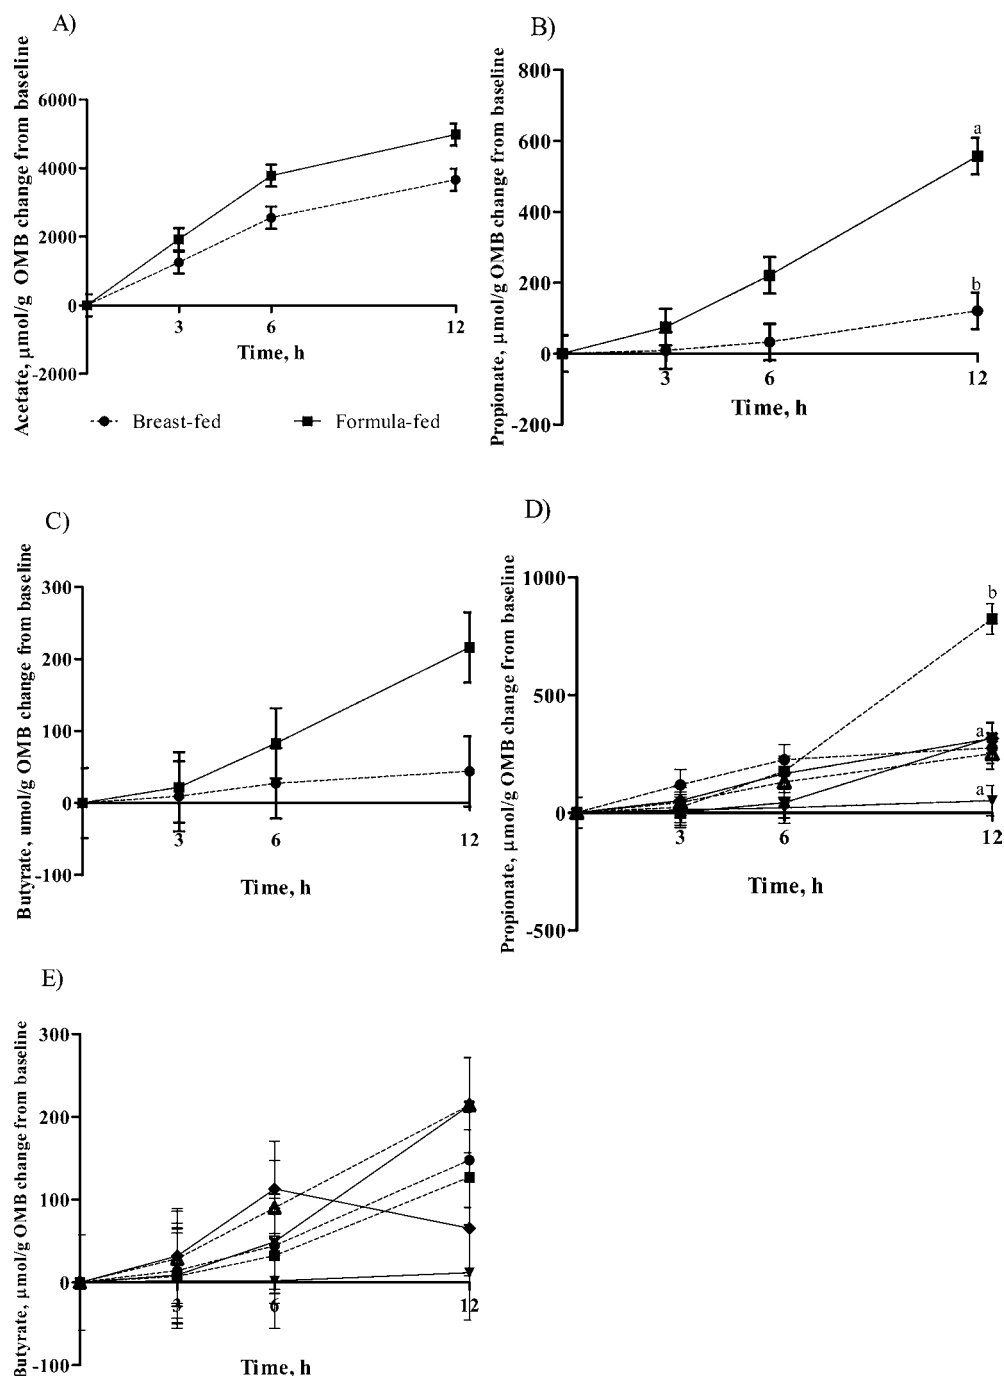 A)
Acetate, μmol/g OMB change from baseline
6000
4000
2000
0
-2000
3
6
12
Time, h
Breast-fed
Formula-fed
B)
Propionate, μmol/g OMB change from baseline
800
600
400
200
0
-200
a
b
3
6
12
Time, h
C)
Butyrate, umol/g OMB change from baseline
300
200
100
0
-100
3
6
12
Time, h
D)
Propionate, μmol/g OMB change from baseline
1000
500
0
-500
b
a
a
3
6
12
Time, h
E)
Butyrate, μmol/g OMB change from baseline
300
200
100
0
-100
3
6
12
Time, h